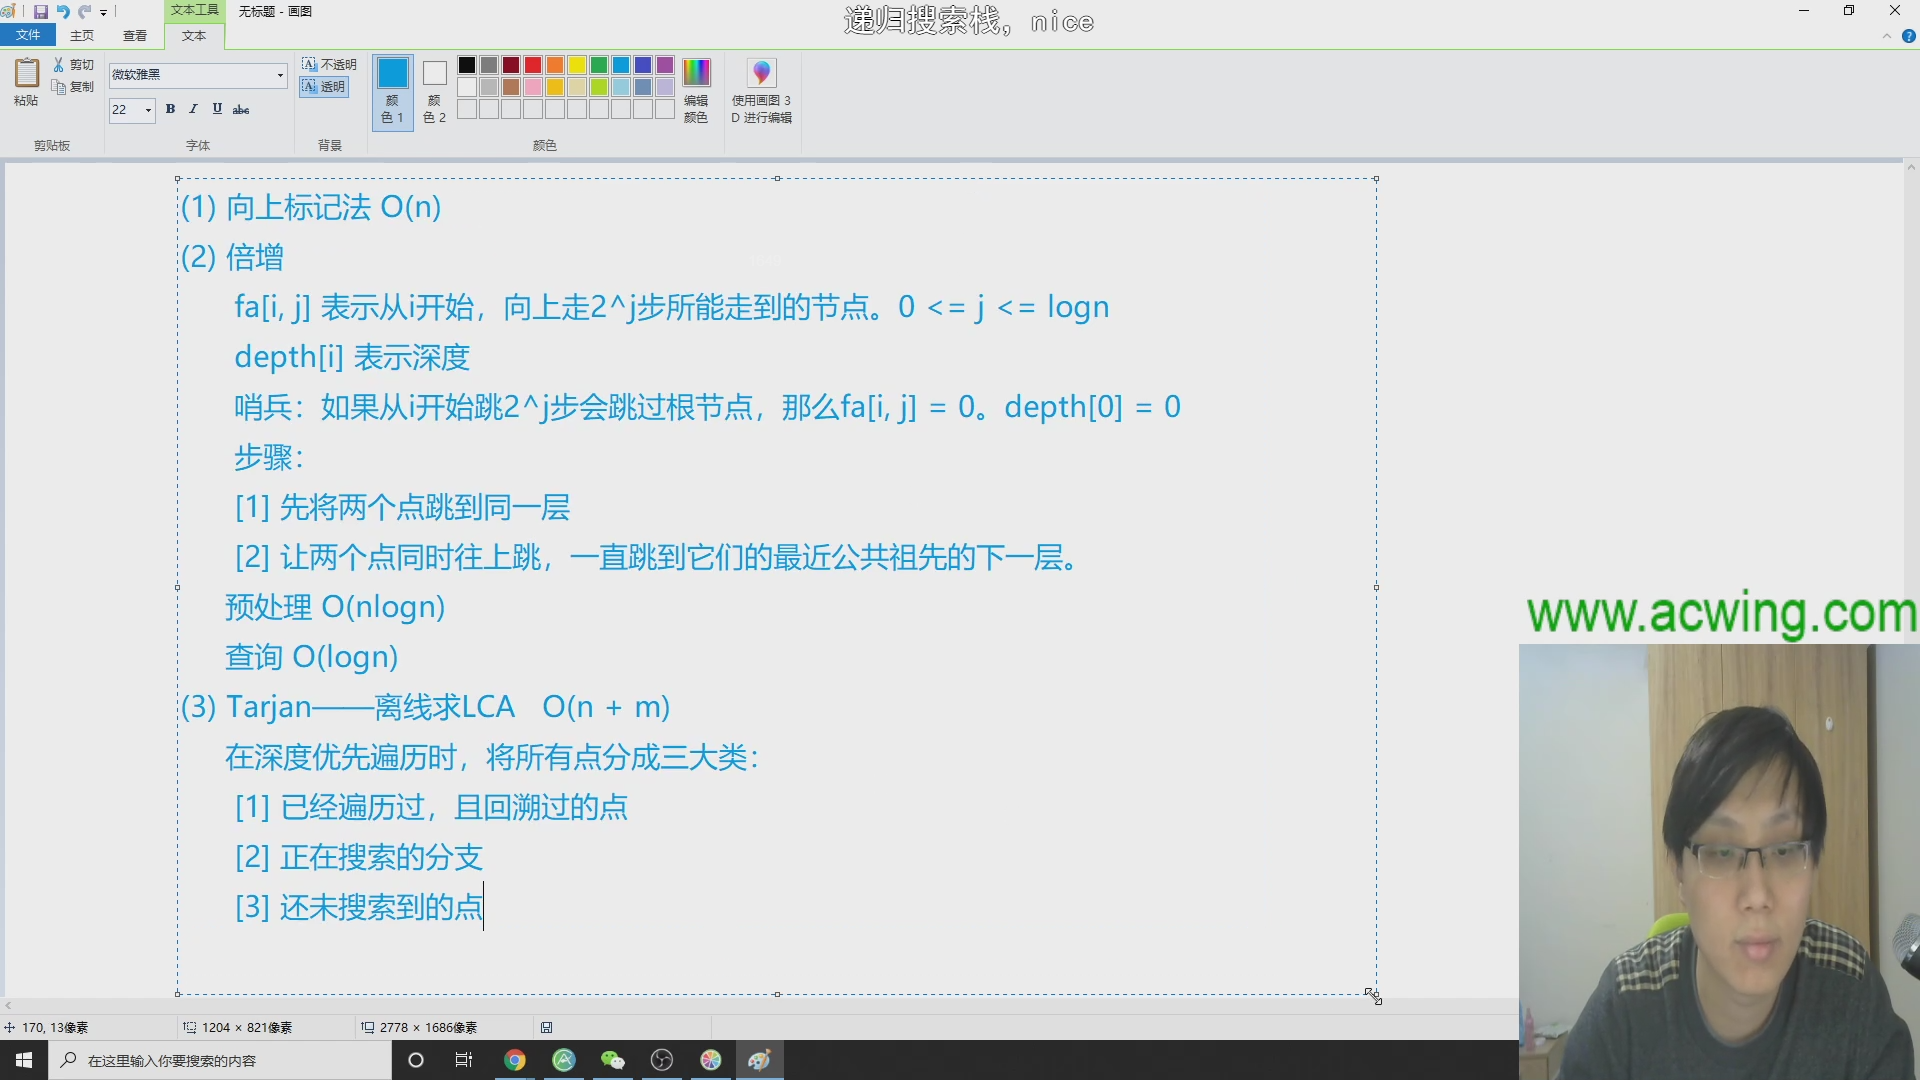 文本工具
无标题 - 画图
递归搜索栈，nice
文件
主页
查看
文本
粘贴
剪切
复制
剪贴板
微软雅黑
22
B I U abc
字体
不透明
透明
背景
颜色 1
颜色 2
编辑颜色
颜色
使用画图 3D 进行编辑
(1) 向上标记法 O(n)
(2) 倍增
fa[i, j] 表示从i开始，向上走2^j步所能走到的节点。0 <= j <= logn
depth[i] 表示深度
哨兵：如果从i开始跳2^j步会跳过根节点，那么fa[i, j] = 0。depth[0] = 0
步骤：
[1] 先将两个点跳到同一层
[2] 让两个点同时往上跳，一直跳到它们的最近公共祖先的下一层。
预处理 O(nlogn)
查询 O(logn)
(3) Tarjan——离线求LCA O(n + m)
在深度优先遍历时，将所有点分成三大类：
[1] 已经遍历过，且回溯过的点
[2] 正在搜索的分支
[3] 还未搜索到的点
www.acwing.com
170, 13像素
1204 × 821像素
2778 × 1686像素
在这里输入你要搜索的内容